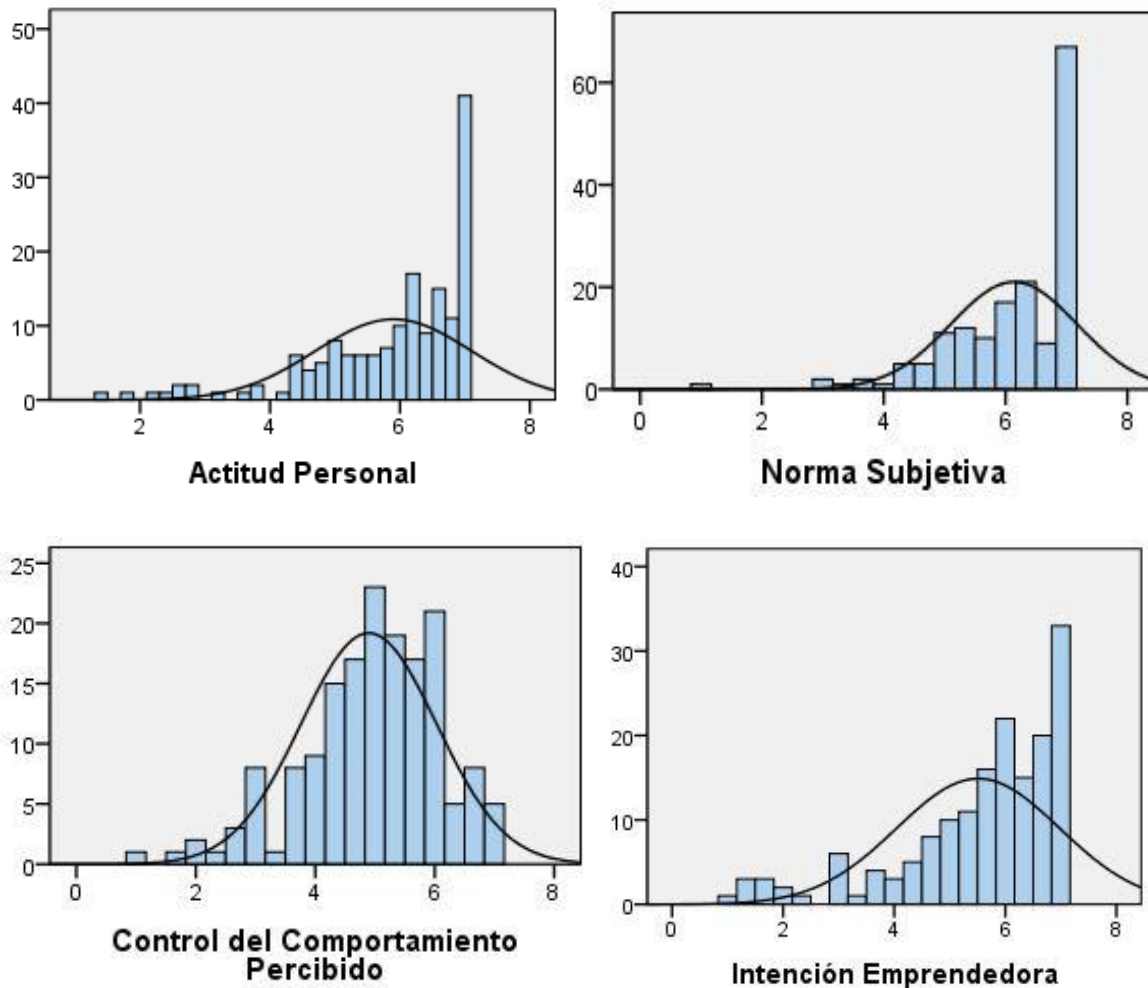 50
40
30
20
10
0
2 4 6 8
Actitud Personal
60
40
20
0
0 2 4 6 8
Norma Subjetiva
25
20
15
10
5
0
0 2 4 6 8
Control del Comportamiento
Percibido
40
30
20
10
0
0 2 4 6 8
Intención Emprendedora